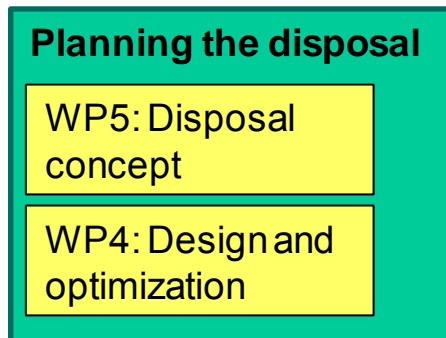 Planning the disposal
WP5: Disposal
concept
WP4: Design and
optimization